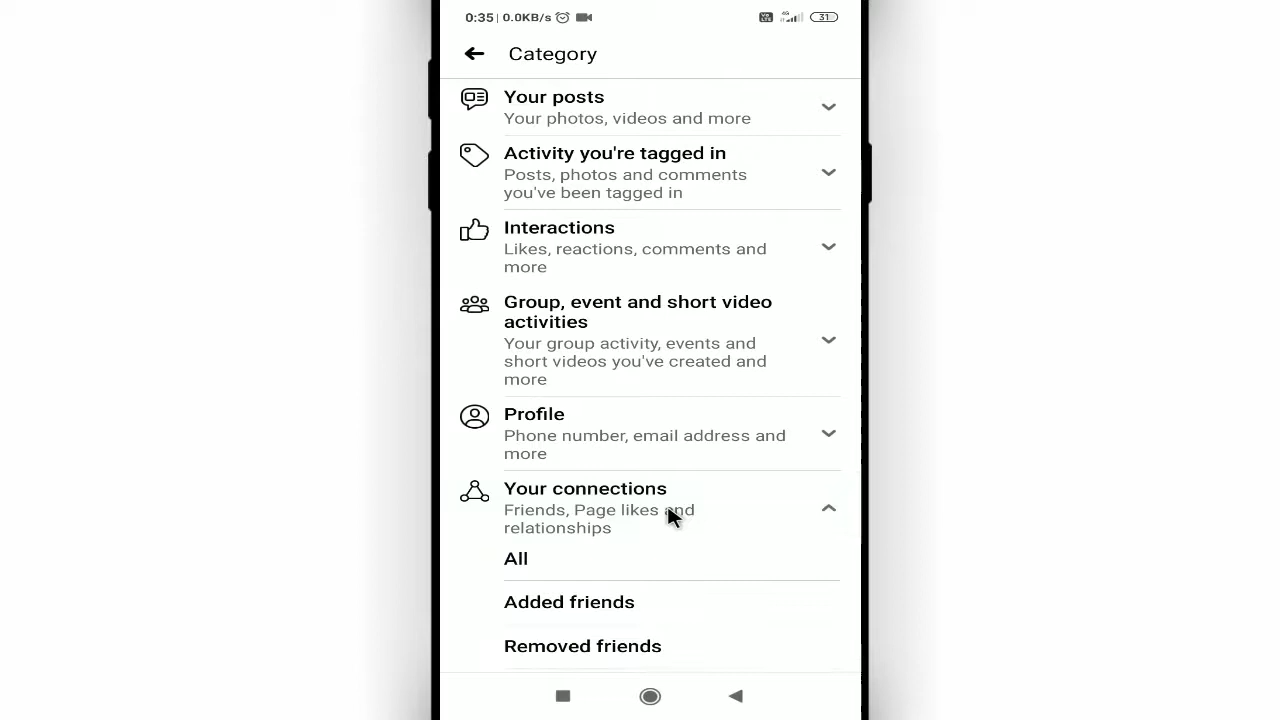 0:35 | 0.0KB/s
4G
31
Category
Your posts
Your photos, videos and more
Activity you're tagged in
Posts, photos and comments
you've been tagged in
Interactions
Likes, reactions, comments and
more
Group, event and short video
activities
Your group activity, events and
short videos you've created and
more
Profile
Phone number, email address and
more
Your connections
Friends, Page likes and
relationships
All
Added friends
Removed friends